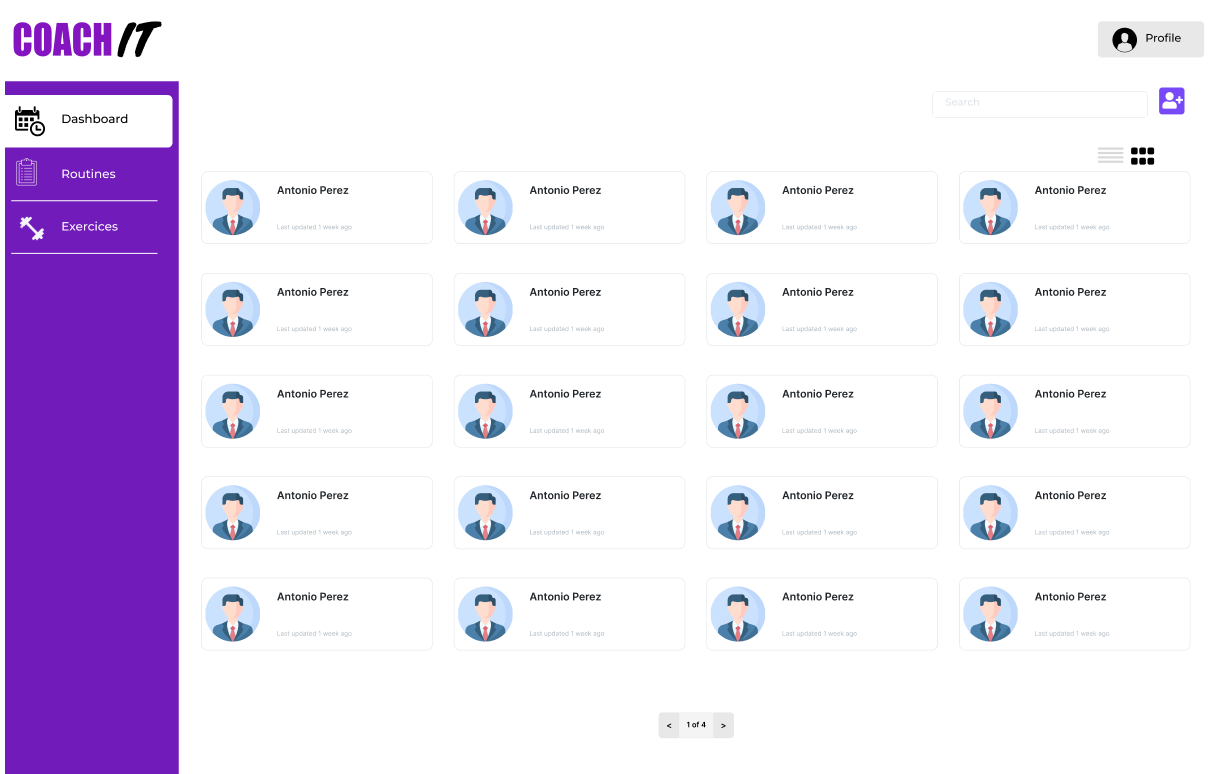 COACH IT
Profile
Search
Dashboard
Routines
Exercices
Antonio Perez Antonio Perez Antonio Perez Antonio Perez
Last updated 1 week ago Last updated 1 week ago Last updated 1 week ago Last updated 1 week ago
Antonio Perez Antonio Perez Antonio Perez Antonio Perez
Last updated 1 week ago Last updated 1 week ago Last updated 1 week ago Last updated 1 week ago
Antonio Perez Antonio Perez Antonio Perez Antonio Perez
Last updated 1 week ago Last updated 1 week ago Last updated 1 week ago Last updated 1 week ago
Antonio Perez Antonio Perez Antonio Perez Antonio Perez
Last updated 1 week ago Last updated 1 week ago Last updated 1 week ago Last updated 1 week ago
Antonio Perez Antonio Perez Antonio Perez Antonio Perez
Last updated 1 week ago Last updated 1 week ago Last updated 1 week ago Last updated 1 week ago
< 1 of 4 >